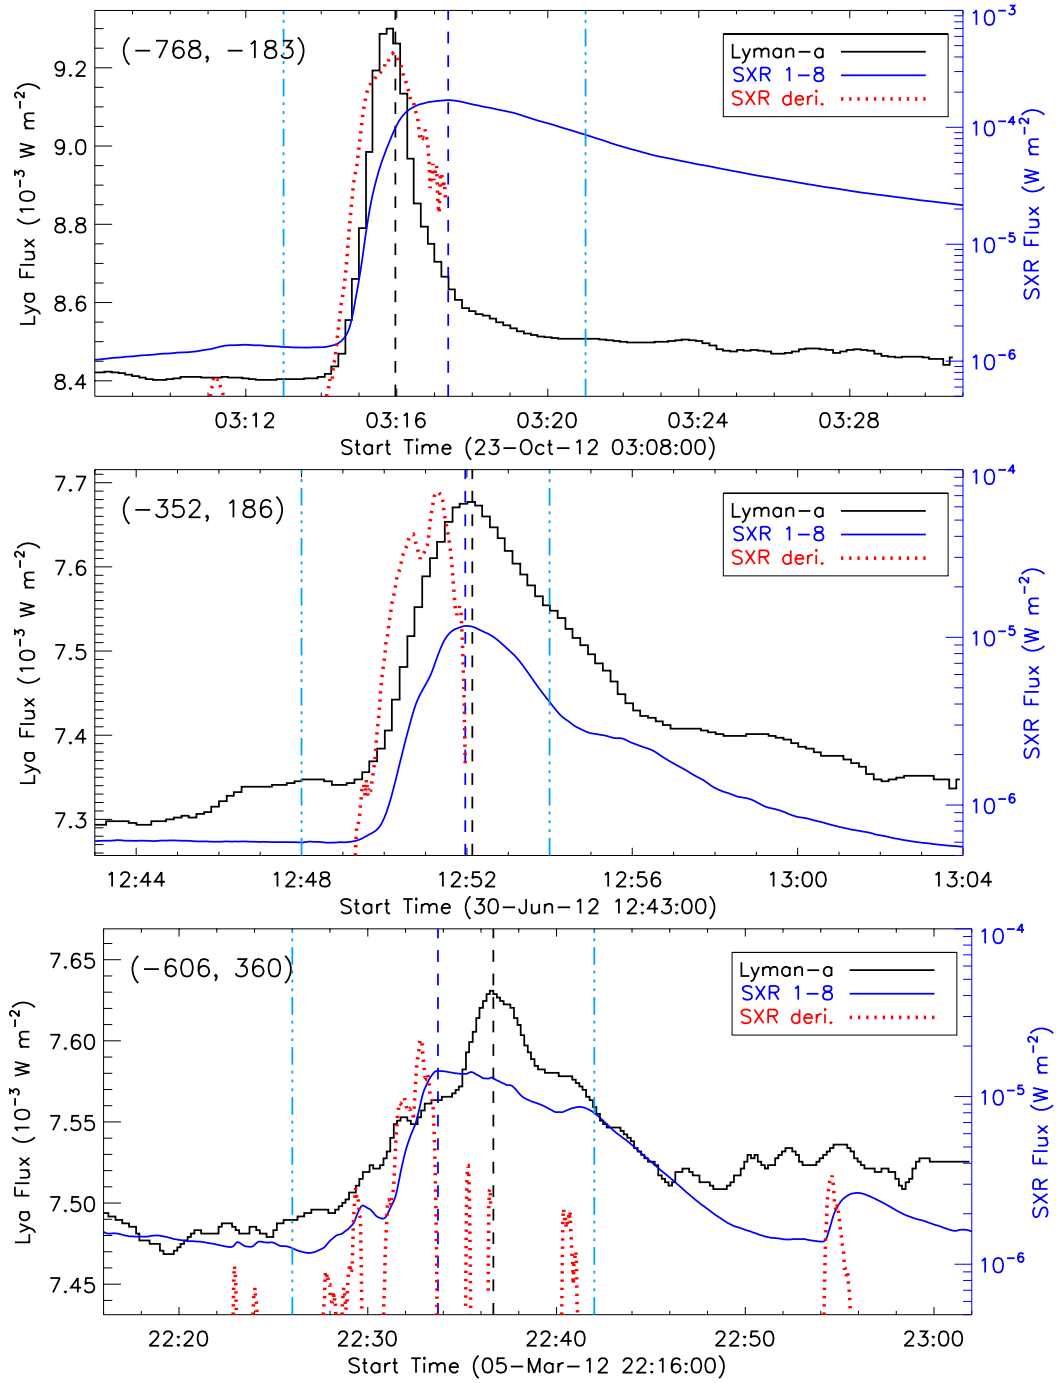 (−768, −183)
Lyman−a
SXR 1−8
SXR deri.
9.2
9.0
8.8
8.6
8.4
Lya Flux (10−3 W m−2)
10−3
10−4
10−5
10−6
SXR Flux (W m−2)
03:12 03:16 03:20 03:24 03:28
Start Time (23−Oct−12 03:08:00)
(−352, 186)
Lyman−a
SXR 1−8
SXR deri.
7.7
7.6
7.5
7.4
7.3
Lya Flux (10−3 W m−2)
10−4
10−5
10−6
SXR Flux (W m−2)
12:44 12:48 12:52 12:56 13:00 13:04
Start Time (30−Jun−12 12:43:00)
(−606, 360)
Lyman−a
SXR 1−8
SXR deri.
7.65
7.60
7.55
7.50
7.45
Lya Flux (10−3 W m−2)
10−4
10−5
10−6
SXR Flux (W m−2)
22:20 22:30 22:40 22:50 23:00
Start Time (05−Mar−12 22:16:00)